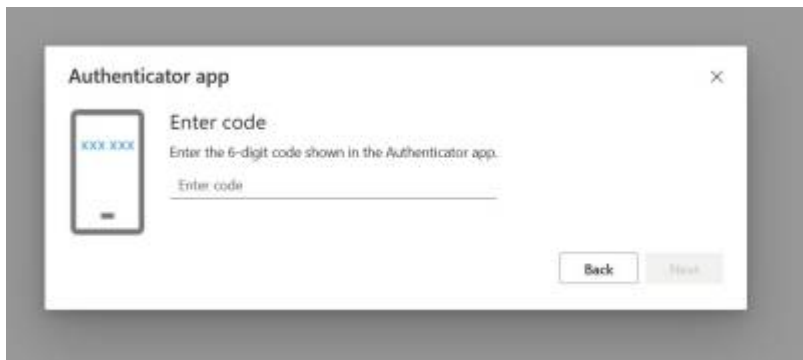 Authenticator app
XXX XXX
Enter code
Enter the 6-digit code shown in the Authenticator app.
Enter code
Back
Next